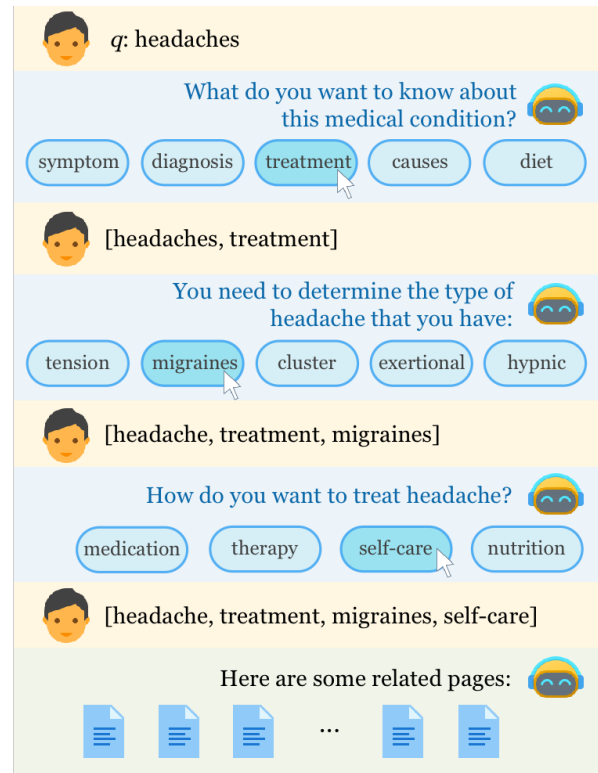 q: headaches
What do you want to know about
this medical condition?
symptom diagnosis treatment causes diet
[headaches, treatment]
You need to determine the type of
headache that you have:
tension migraines cluster exertional hypnic
[headache, treatment, migraines]
How do you want to treat headache?
medication therapy self-care nutrition
[headache, treatment, migraines, self-care]
Here are some related pages:
...